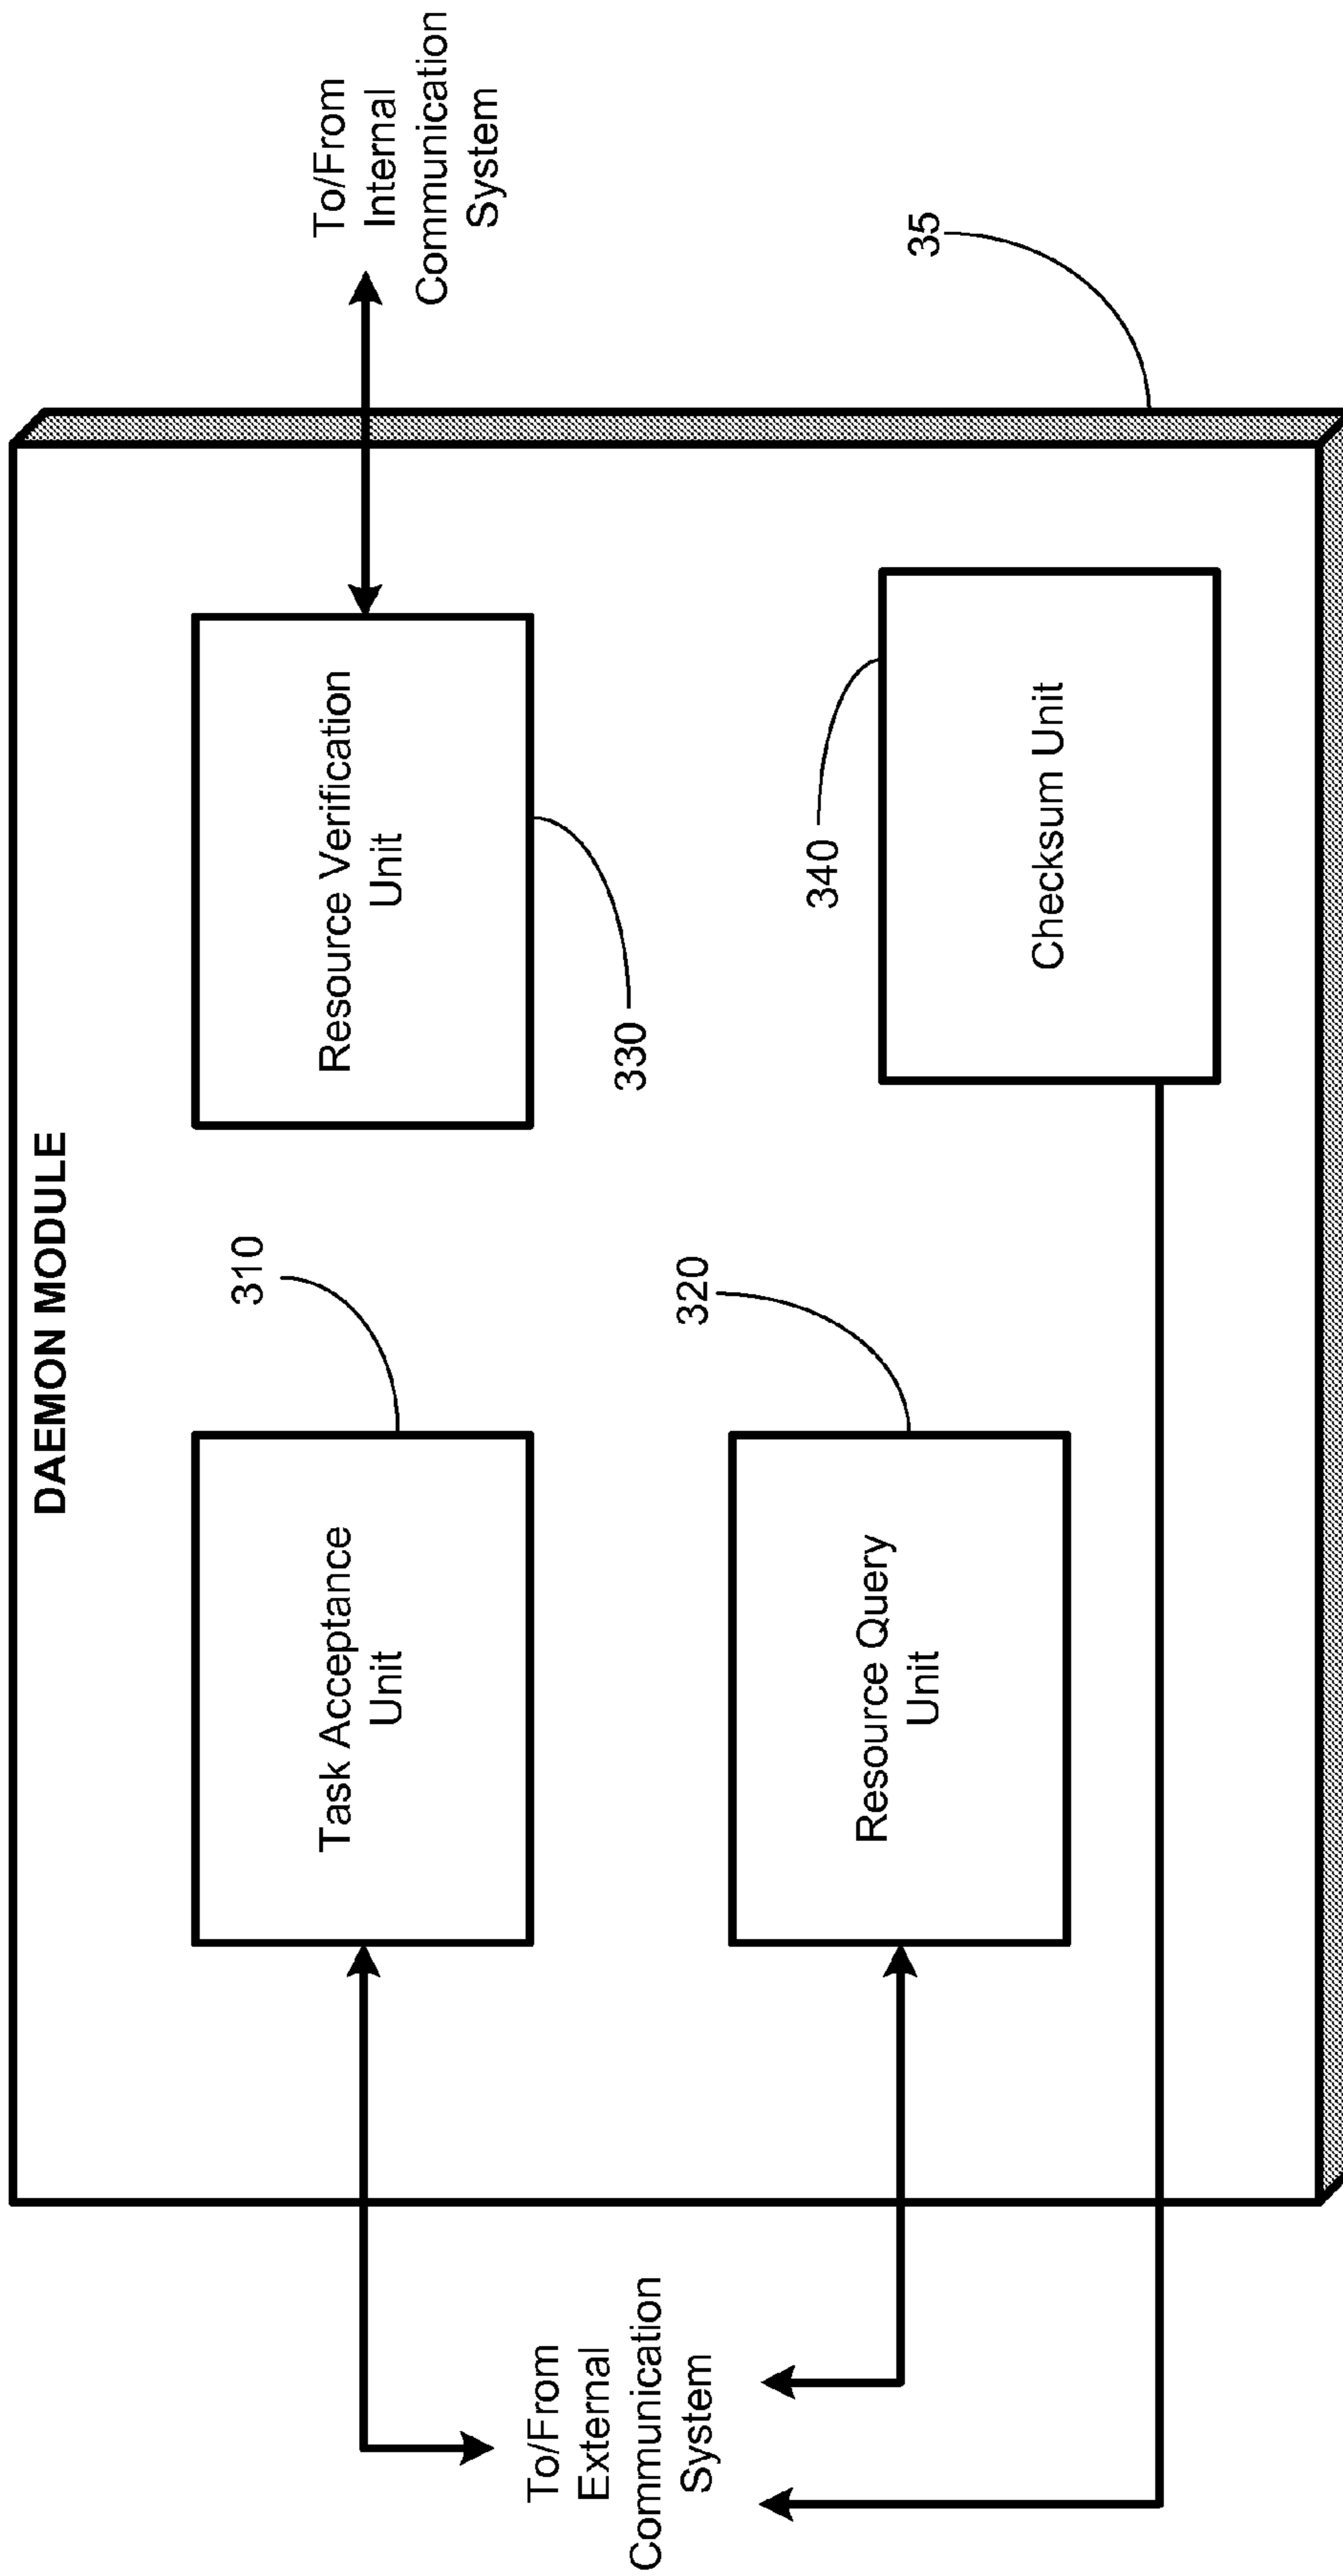 DAEMON MODULE
To/From
Internal
Communication
System
310
Task Acceptance
Unit
Resource Verification
Unit
330
35
To/From
External
Communication
System
320
Resource Query
Unit
340
Checksum Unit